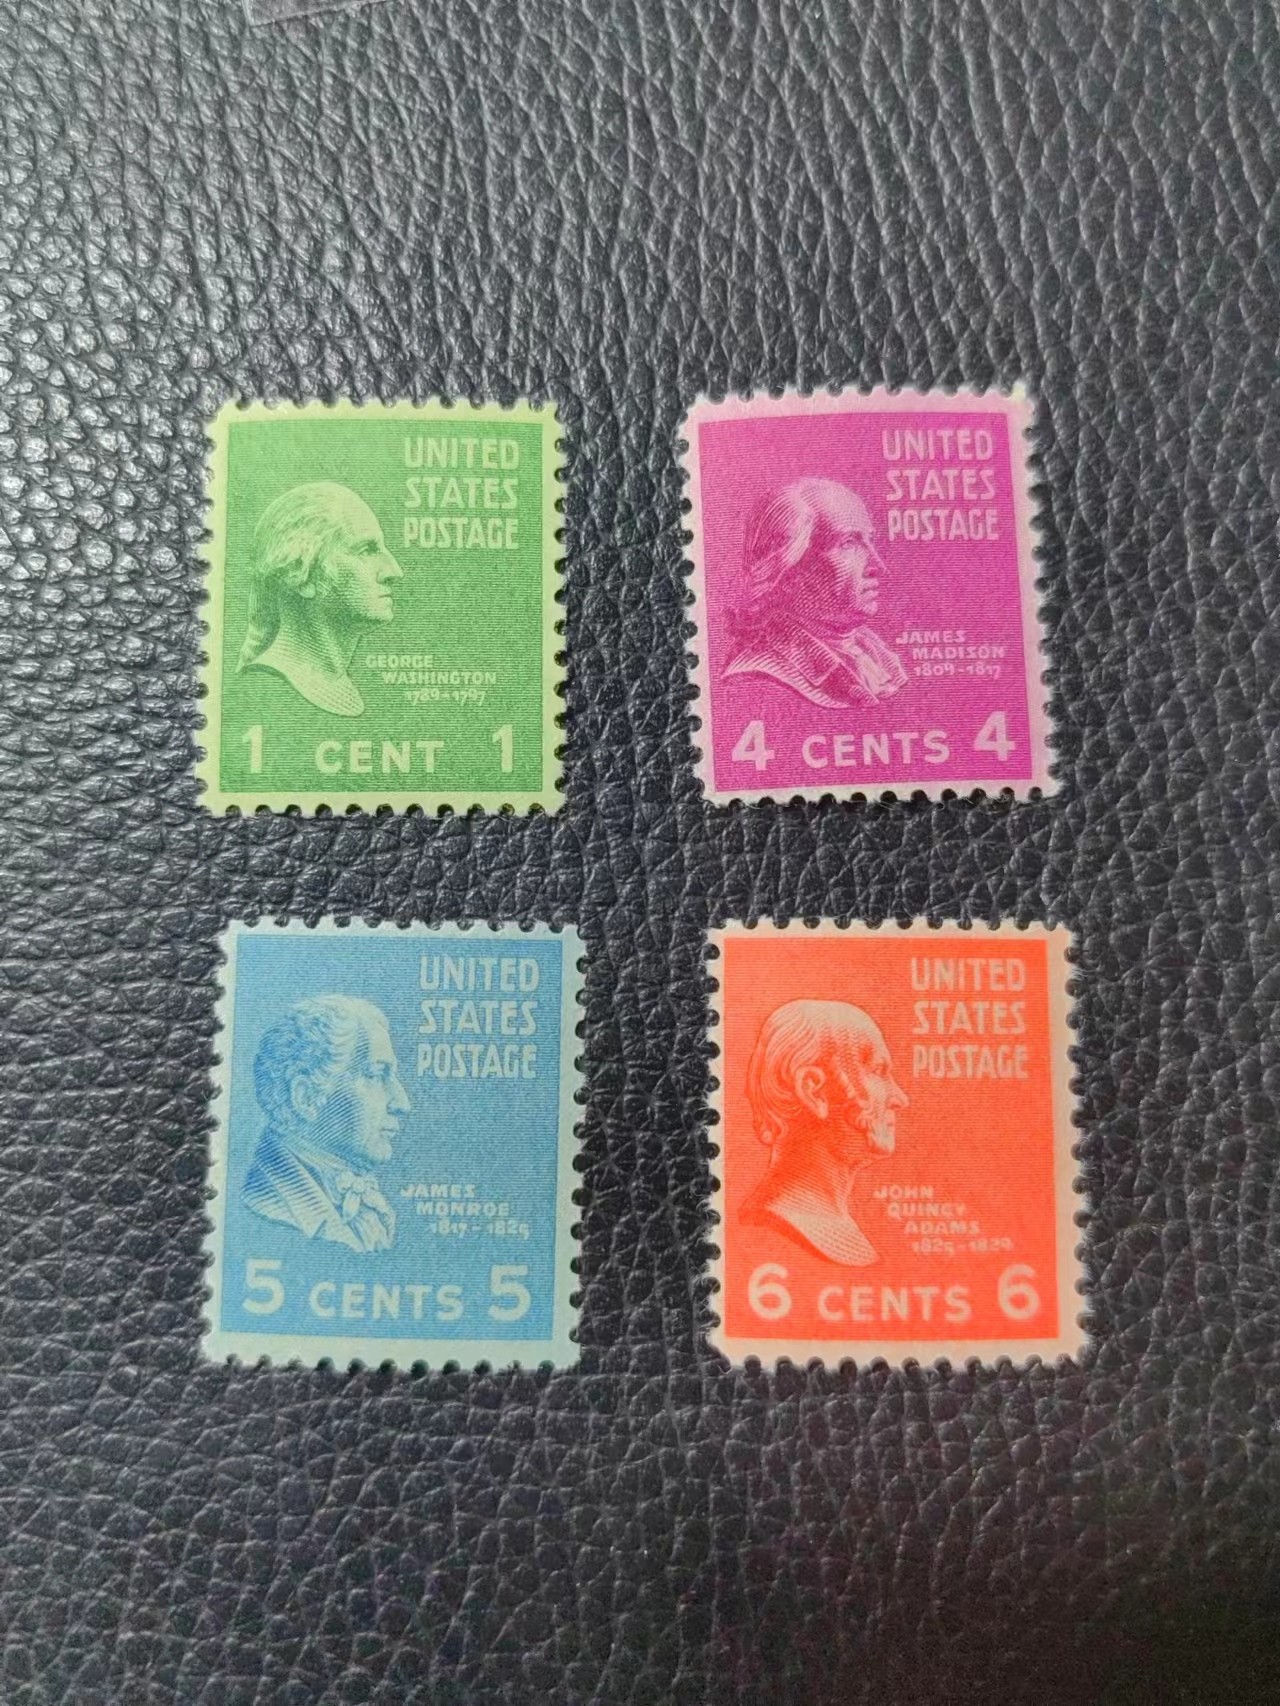 UNITED
STATES
POSTAGE
GEORGE
WASHINGTON
1789-1797
1 CENT 1
UNITED
STATES
POSTAGE
JAMES
MADISON
1809-1817
4 CENTS 4
UNITED
STATES
POSTAGE
JAMES
MONROE
1817-1825
5 CENTS 5
UNITED
STATES
POSTAGE
JOHN
QUINCY
ADAMS
1825-1829
6 CENTS 6